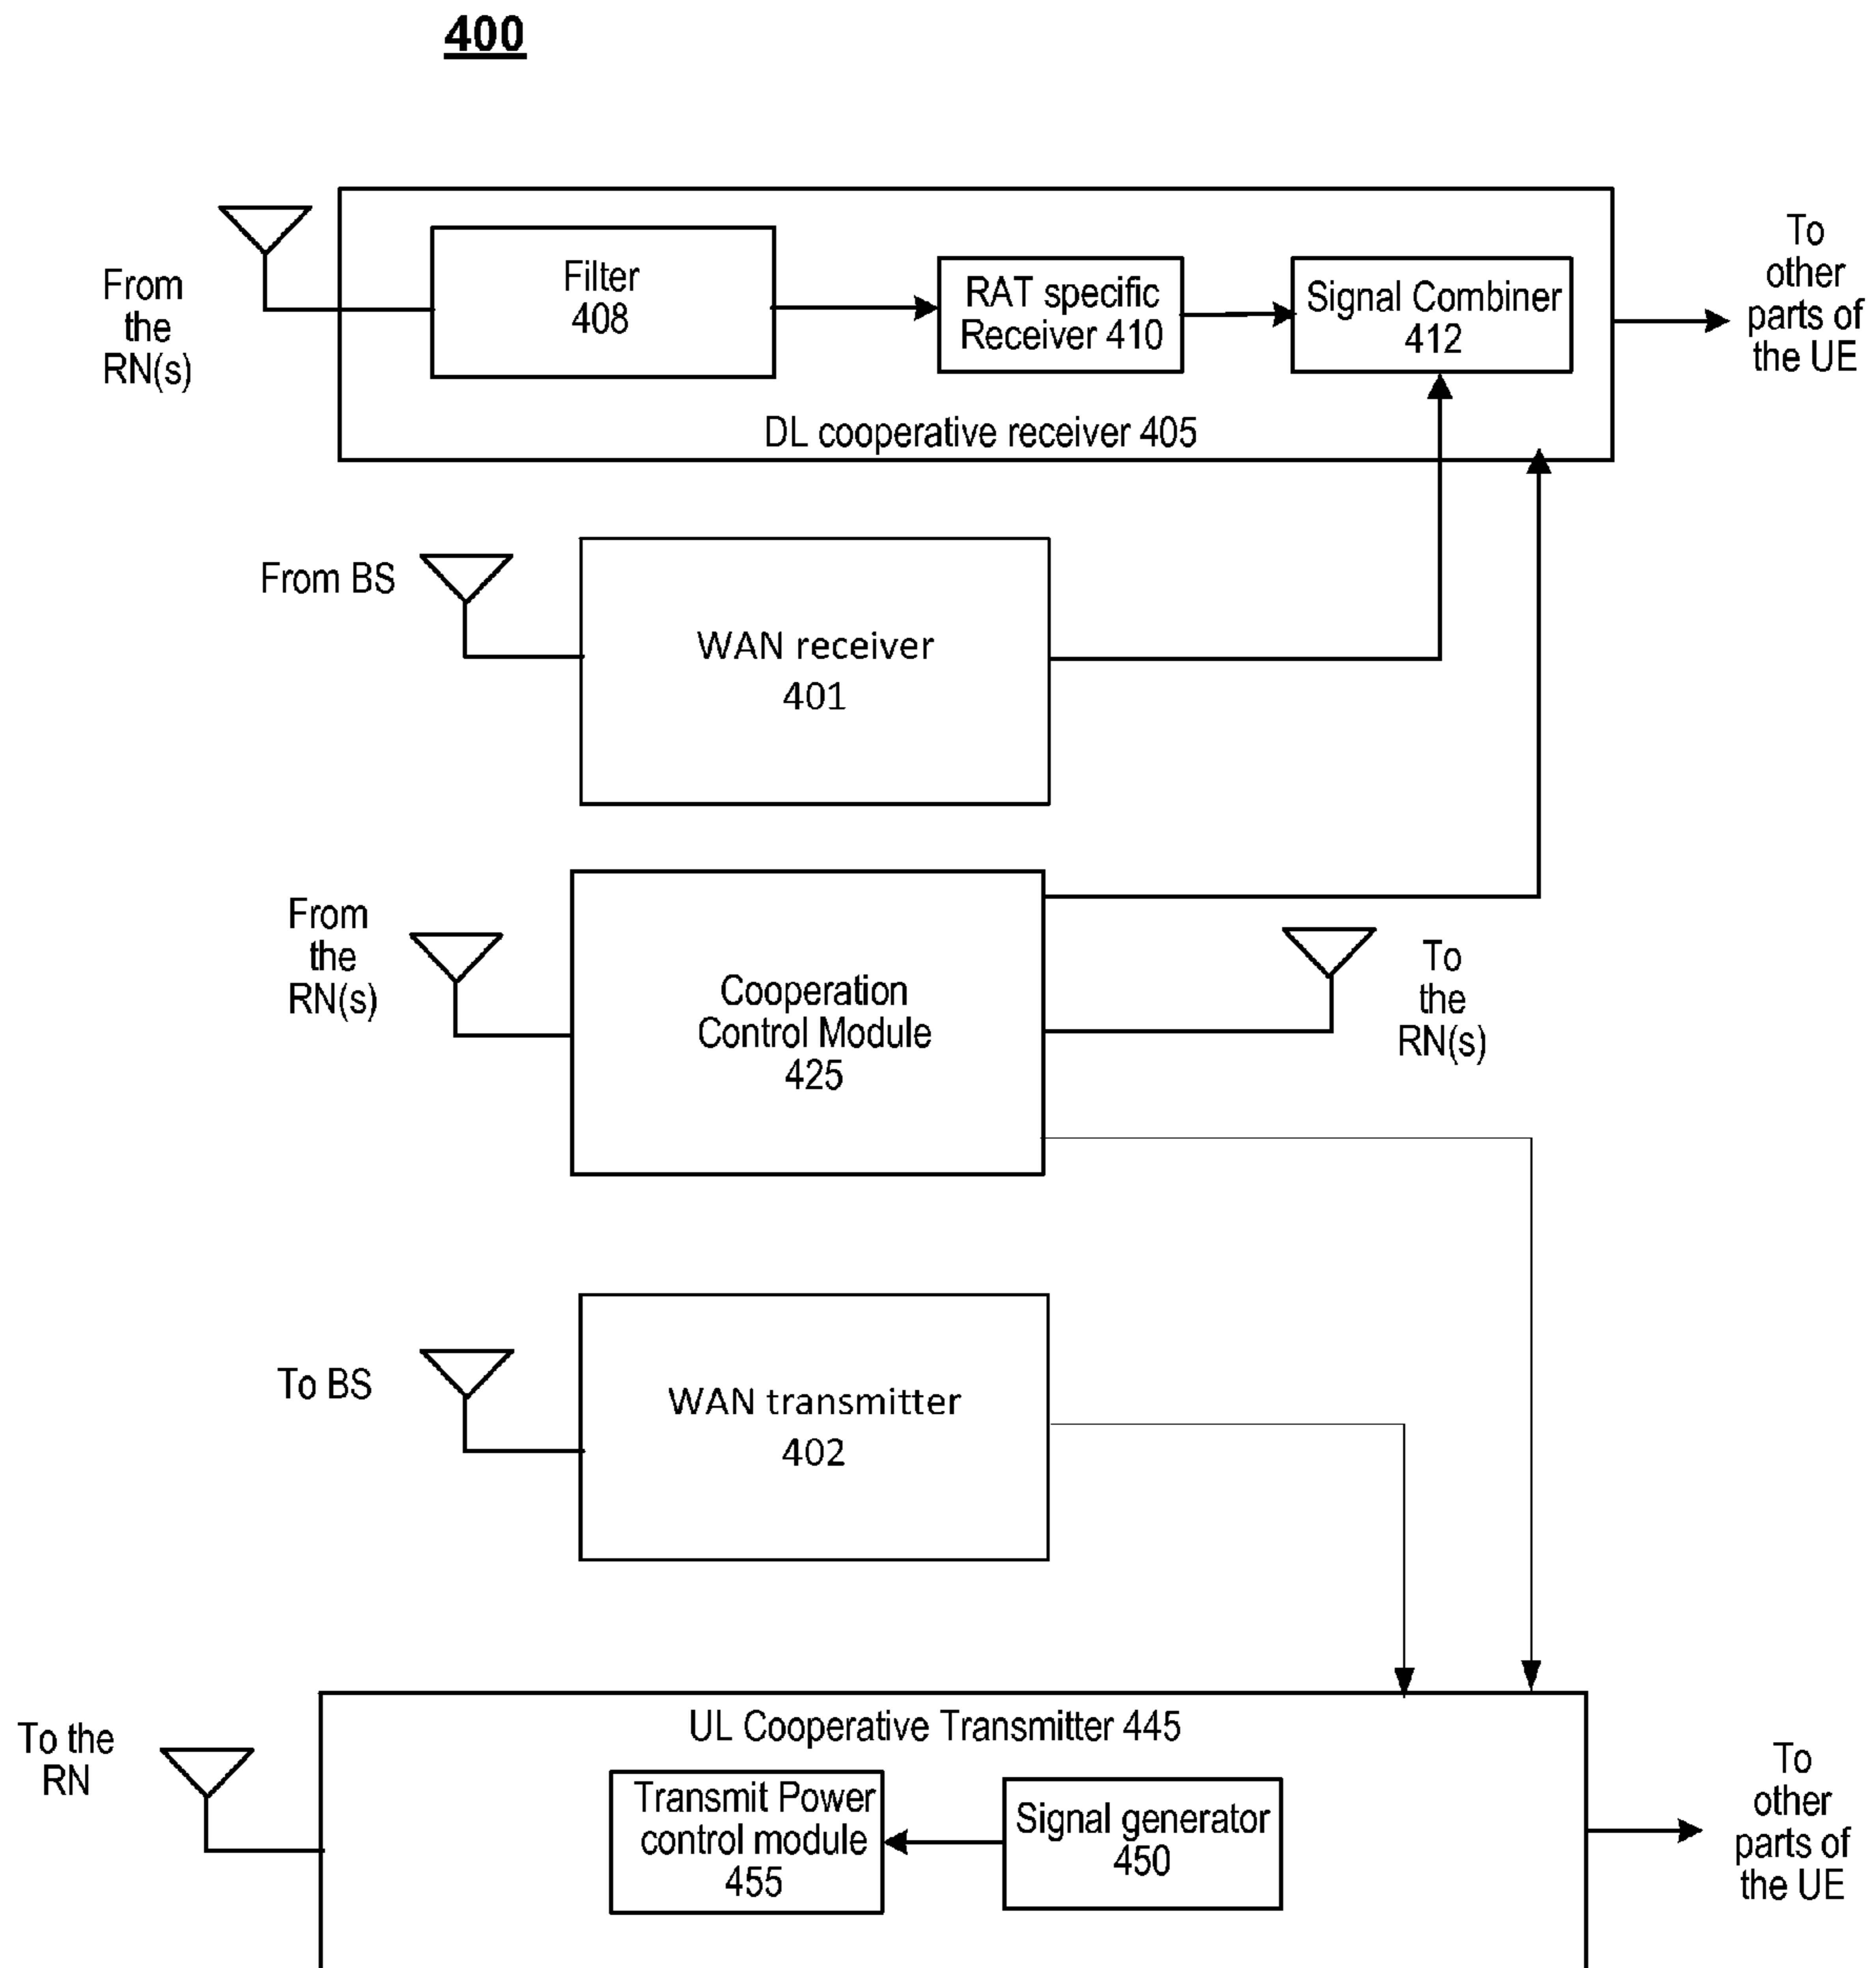 400
From
the
RN(s)
Filter
408
RAT specific
Receiver 410
Signal Combiner
412
DL cooperative receiver 405
To
other
parts of
the UE
From BS
WAN receiver
401
From
the
RN(s)
Cooperation
Control Module
425
To
the
RN(s)
To BS
WAN transmitter
402
To the
RN
UL Cooperative Transmitter 445
Transmit Power
control module
455
Signal generator
450
To
other
parts of
the UE